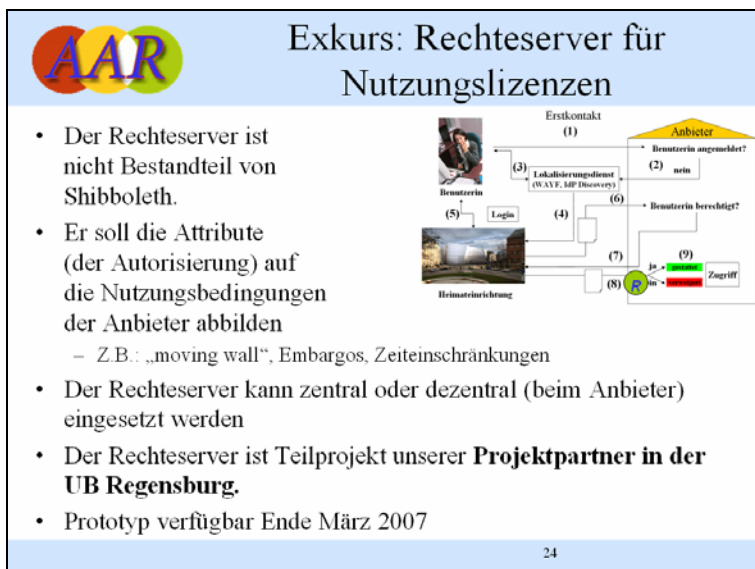 AAR
Exkurs: Rechteserver für
Nutzungslizenzen
• Der Rechteserver ist
nicht Bestandteil von
Shibboleth.
• Er soll die Attribute
(der Autorisierung) auf
die Nutzungsbedingungen
der Anbieter abbilden
– Z.B.: „moving wall“, Embargos, Zeiteinschränkungen
• Der Rechteserver kann zentral oder dezentral (beim Anbieter)
eingesetzt werden
• Der Rechteserver ist Teilprojekt unserer Projektpartner in der
UB Regensburg.
• Prototyp verfügbar Ende März 2007
Erstkontakt
(1)
Anbieter
Benutzerin angemeldet?
(2)
nein
(3)
Lokalisierungsdienst
(WAYF, IdP Discovery)
Benutzerin
(4)
(5)
Login
(6)
Benutzerin berechtigt?
(7)
Heimateinrichtung
(8)
R
ja
(9)
gestattet
Zugriff
24